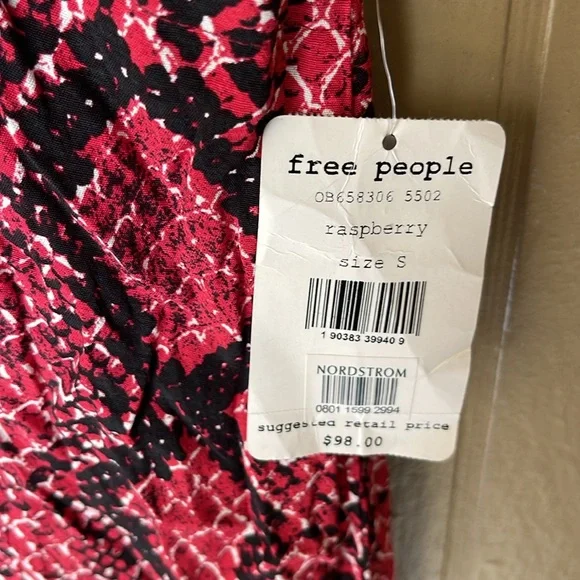 free people
OB658306 5502
raspberry
size S
1 90383 39940 9
NORDSTROM
0801 1599 2994
suggested retail price
$98.00